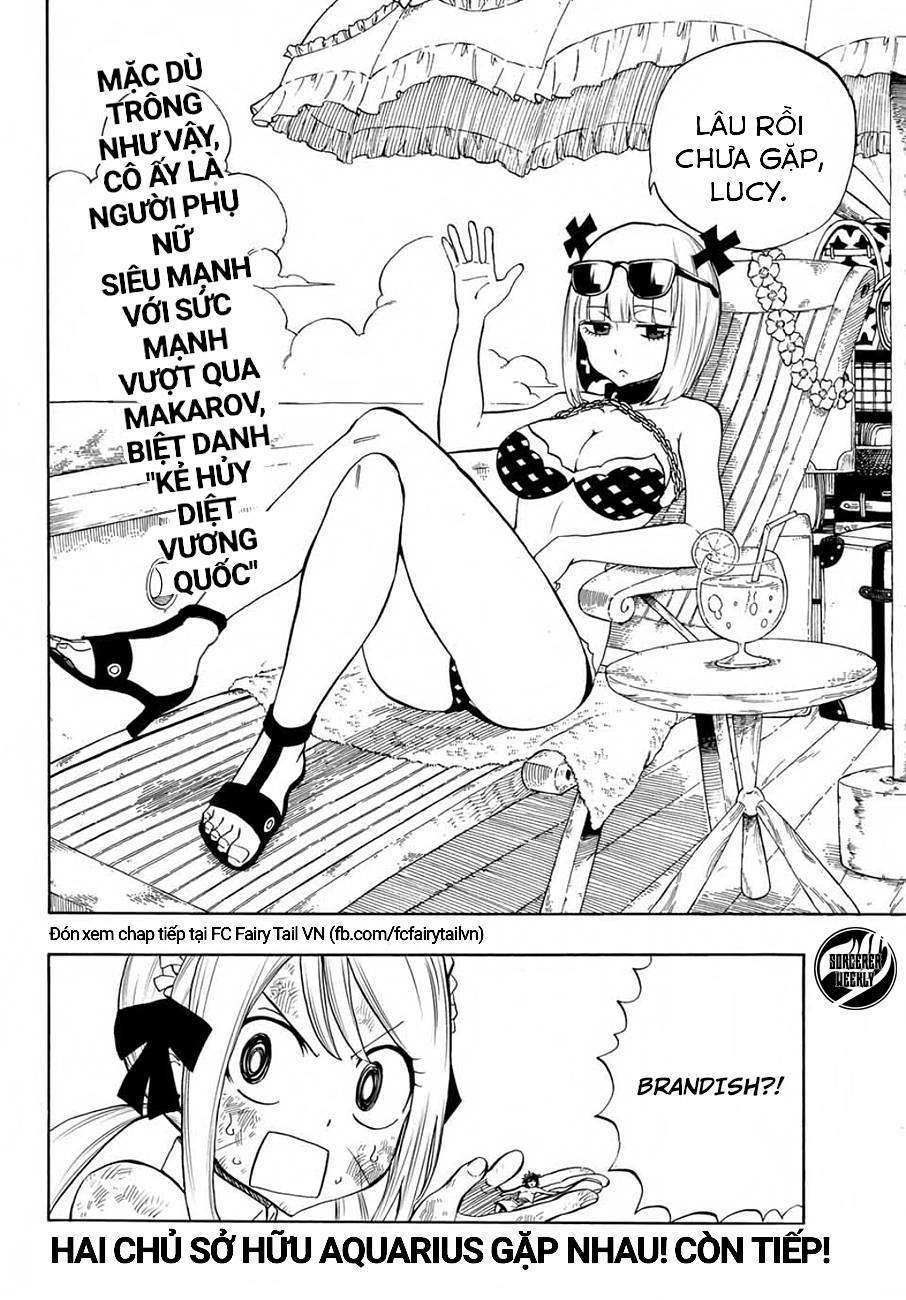 LÂU RỒI
CHƯA GẶP,
LUCY.
MẶC DÙ
TRÔNG
NHƯ VẬY,
CÔ ẤY LÀ
NGƯỜI PHỤ
NỮ
SIÊU MẠNH
VỚI SỨC
MẠNH
VƯỢT QUA
MAKAROV,
BIỆT DANH
"KẺ HỦY
DIỆT
VƯƠNG
QUỐC"
Đón xem chap tiếp tại FC Fairy Tail VN (fb.com/fcfairytailvn)
SORCERER
WEEKLY
BRANDISH?!
HAI CHỦ SỞ HỮU AQUARIUS GẶP NHAU! CÒN TIẾP!